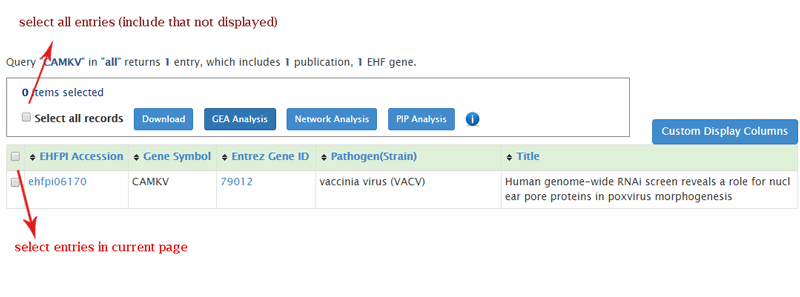 select all entries (include that not displayed)
Query "CAMKV" in "all" returns 1 entry, which includes 1 publication, 1 EHF gene.
0 items selected
Select all records Download GEA Analysis Network Analysis PIP Analysis i
Custom Display Columns
EHFPI Accession Gene Symbol Entrez Gene ID Pathogen(Strain) Title
ehfpi06170 CAMKV 79012 vaccinia virus (VACV) Human genome-wide RNAi screen reveals a role for nucl
ear pore proteins in poxvirus morphogenesis
select entries in current page